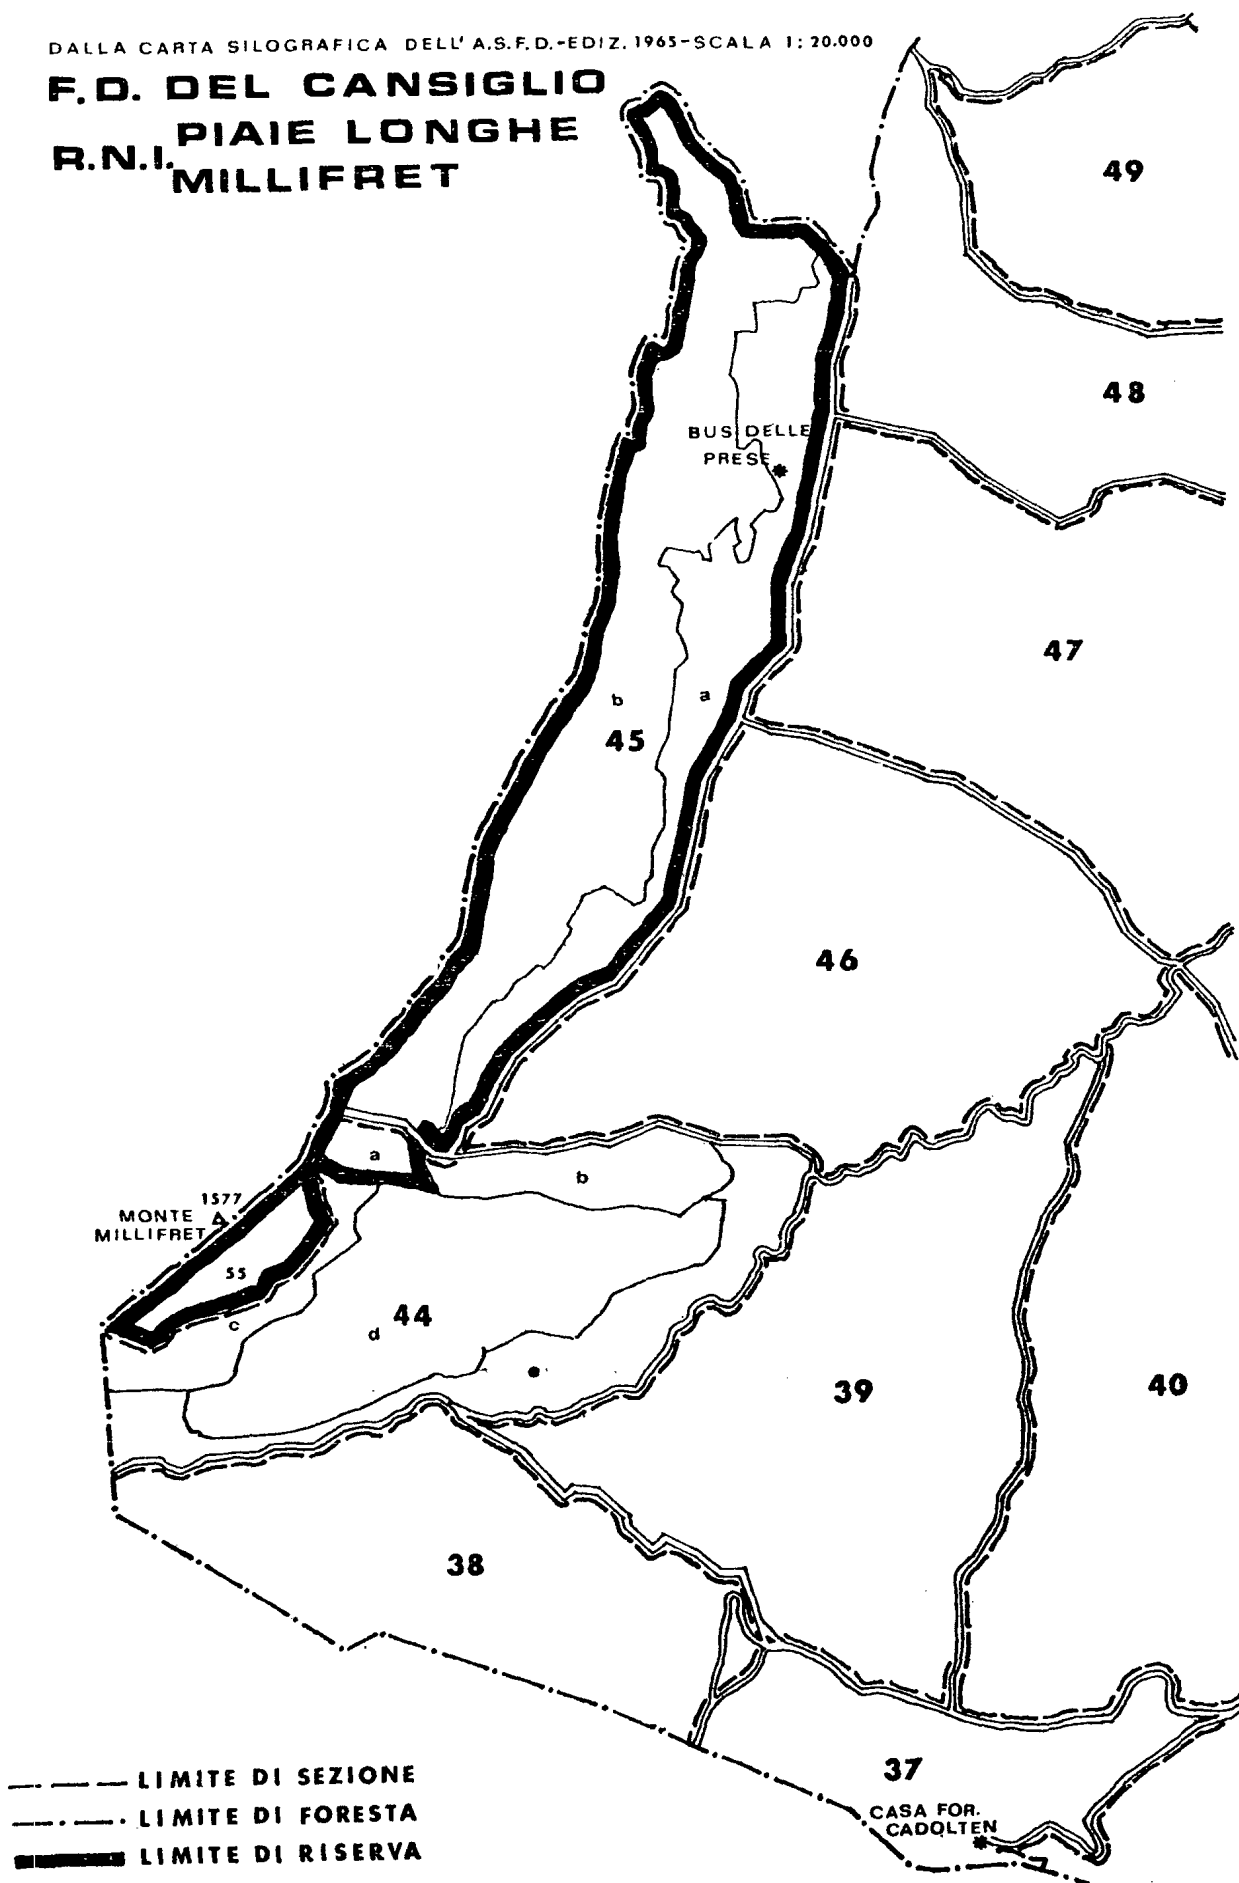 DALLA CARTA SILOGRAFICA DELL' A.S.F.D.-EDIZ. 1965-SCALA 1:20.000
F.D. DEL CANSIGLIO
R.N.I. PIAIE LONGHE
MILLIFRET
49
48
BUS DELLE
PRESE
47
b
a
45
46
a
b
1577
MONTE
MILLIFRET
55
c
44
d
e
39
40
38
37
CASA FOR.
CADOLTEN
LIMITE DI SEZIONE
LIMITE DI FORESTA
LIMITE DI RISERVA